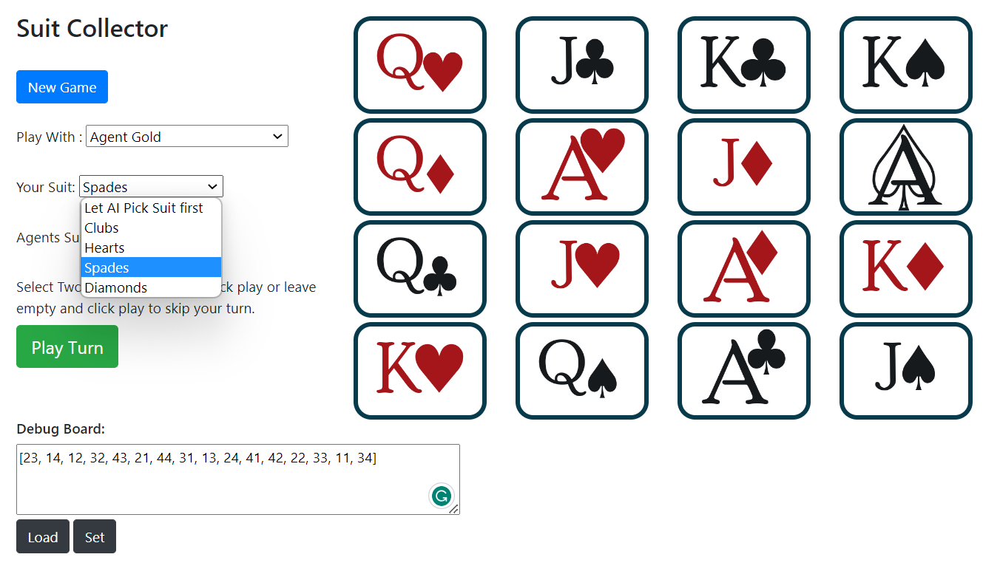 Suit Collector
New Game
Play With : Agent Gold
Your Suit: Spades
Let AI Pick Suit first
Clubs
Hearts
Spades
Diamonds
Agents Su
Select Two ck play or leave
empty and click play to skip your turn.
Play Turn
Q♥ J♣ K♣ K♠
Q♦ A♥ J♦ A♠
Q♣ J♥ A♦ K♦
K♥ Q♠ A♣ J♠
Debug Board:
[23, 14, 12, 32, 43, 21, 44, 31, 13, 24, 41, 42, 22, 33, 11, 34]
Load Set